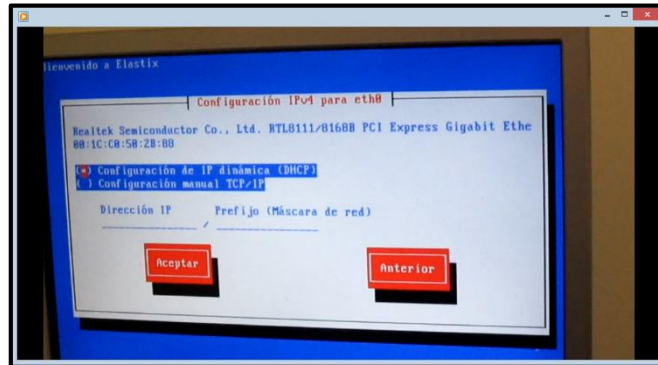 Bienvenido a Elastix
Configuración IPv4 para eth0
Realtek Semiconductor Co., Ltd. RTL8111/8168B PCI Express Gigabit Ethe
00:1C:C0:50:2B:88
(*) Configuración de IP dinámica (DHCP)
( ) Configuración manual TCP/IP
Dirección IP Prefijo (Máscara de red)
/
Aceptar Anterior